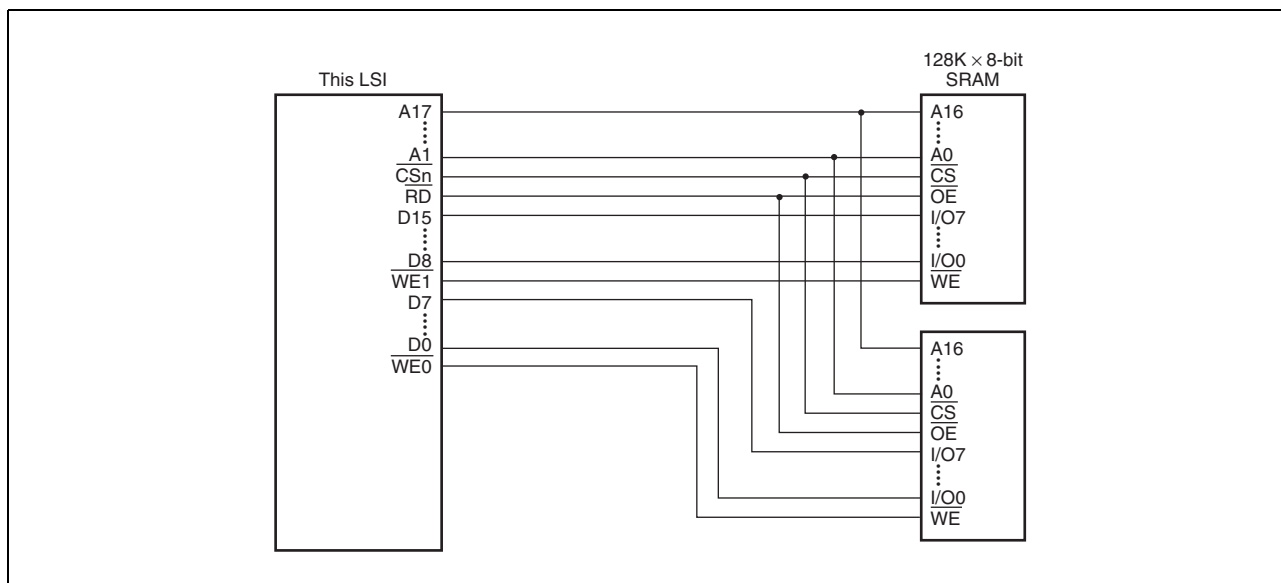 This LSI
A17
A1
CSn
RD
D15
D8
WE1
D7
D0
WE0
128K × 8-bit
SRAM
A16
A0
CS
OE
I/O7
I/O0
WE
A16
A0
CS
OE
I/O7
I/O0
WE